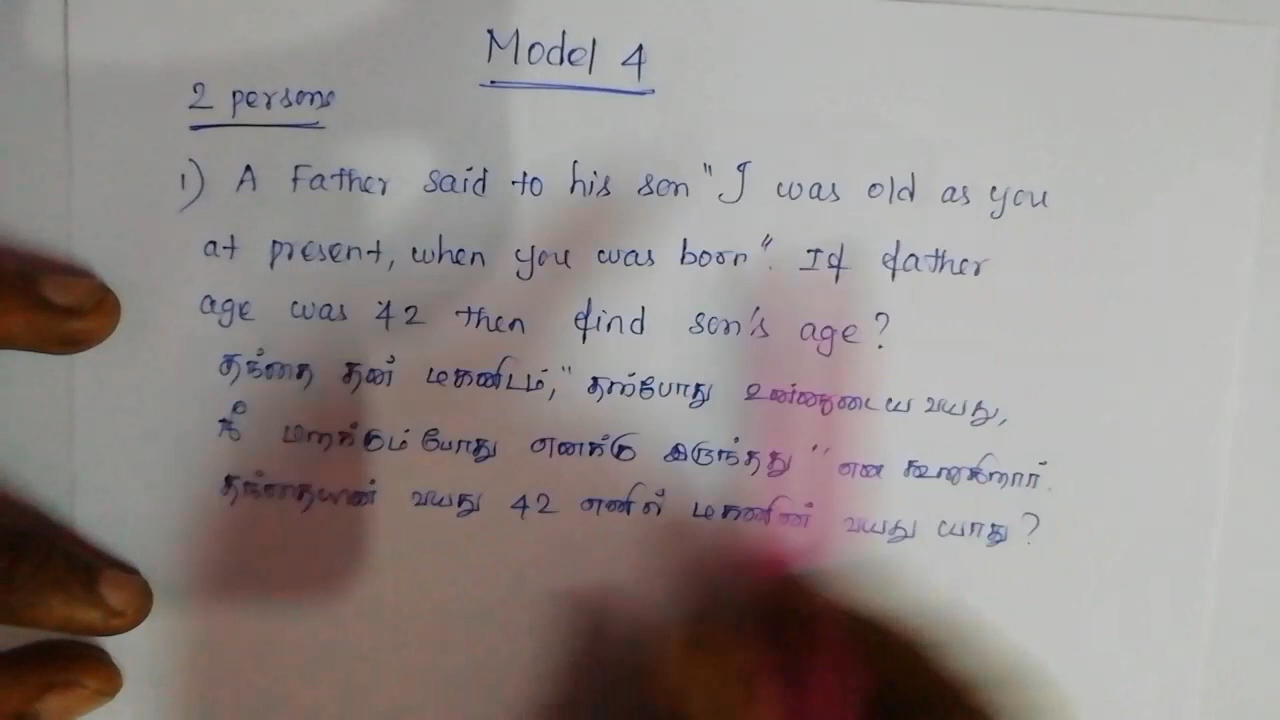 Model 4
2 persons
1) A Father said to his son "I was old as you
at present, when you was born". If father
age was 42 then find son's age?
தந்தை தன் மகனிடம்," தற்போது உன்னுடைய வயது,
நீ பிறக்கும் போது எனக்கு இருந்தது " என கூறுகிறார்.
தந்தையின் வயது 42 எனில் மகனின் வயது யாது?